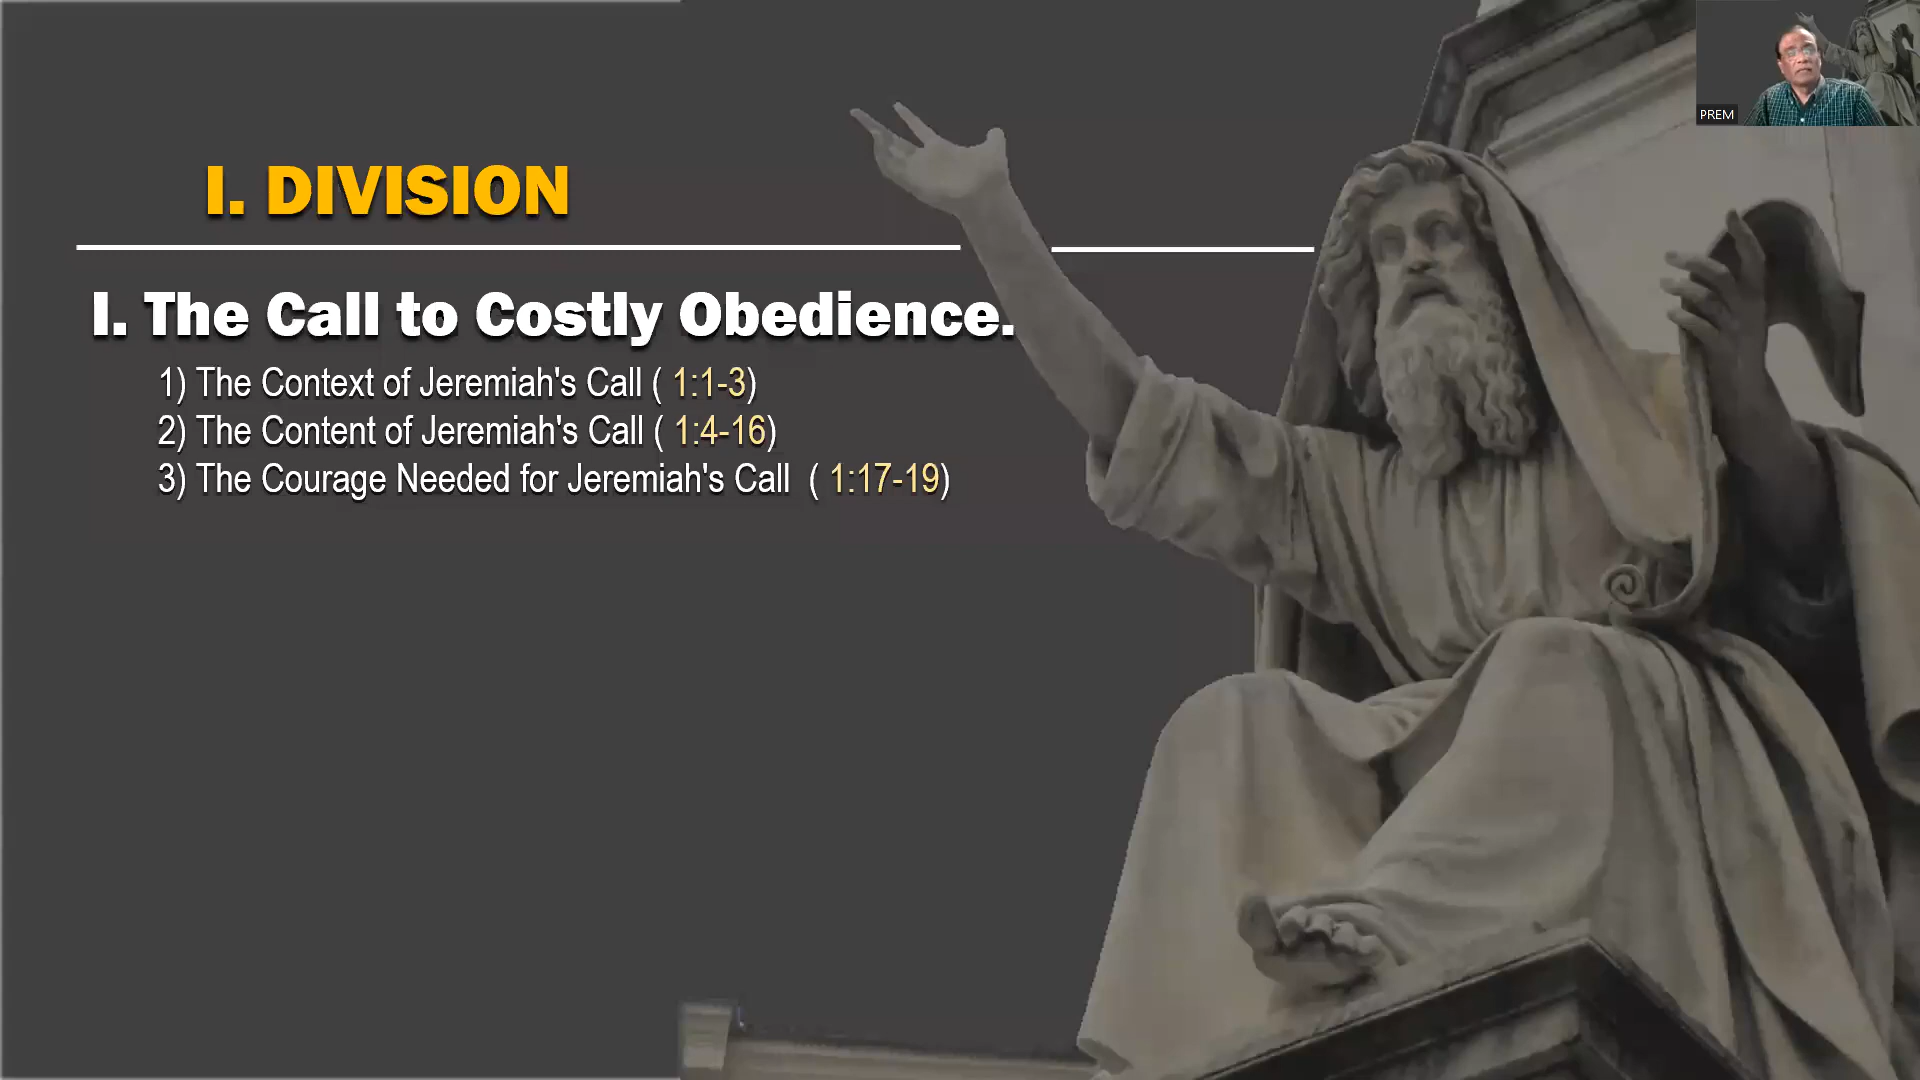 PREM
I. DIVISION
I. The Call to Costly Obedience.
1) The Context of Jeremiah's Call ( 1:1-3)
2) The Content of Jeremiah's Call ( 1:4-16)
3) The Courage Needed for Jeremiah's Call ( 1:17-19)